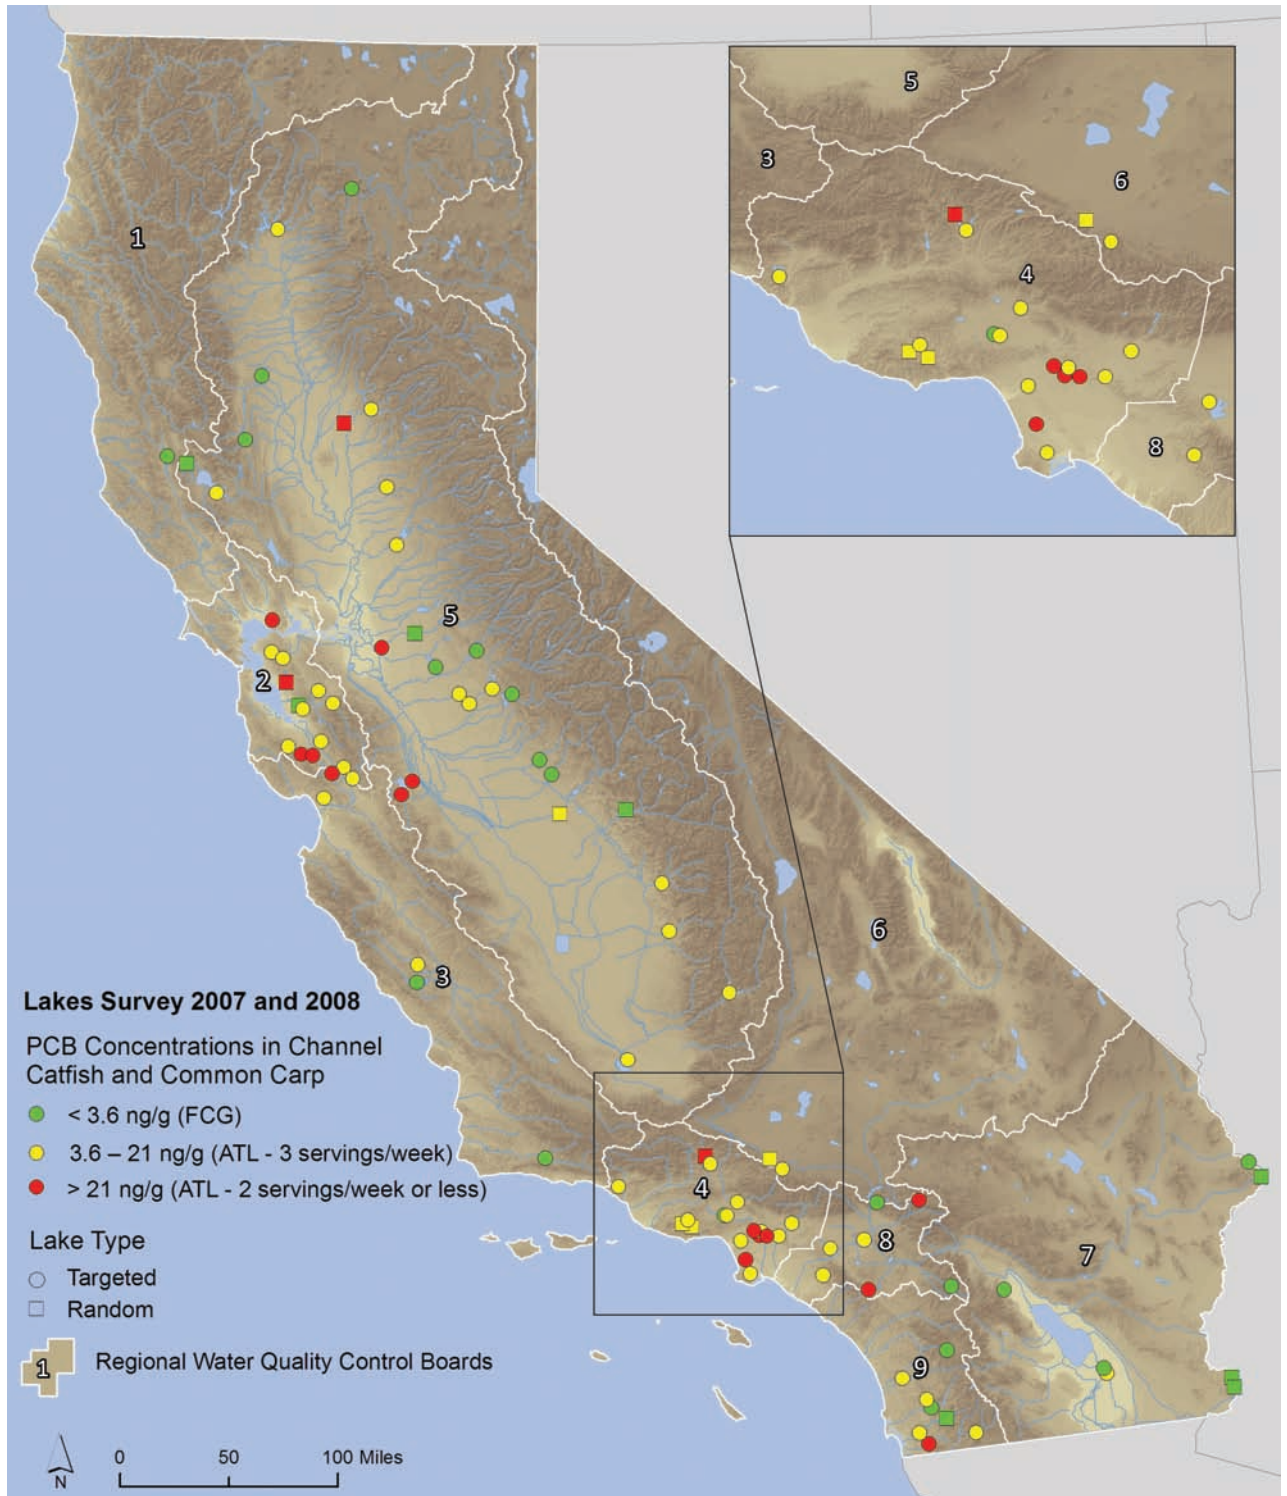 5
3
6
4
8
1
5
2
6
3
4
8
7
9
Lakes Survey 2007 and 2008
PCB Concentrations in Channel
Catfish and Common Carp
< 3.6 ng/g (FCG)
3.6 – 21 ng/g (ATL - 3 servings/week)
> 21 ng/g (ATL - 2 servings/week or less)
Lake Type
Targeted
Random
1 Regional Water Quality Control Boards
N
0 50 100 Miles